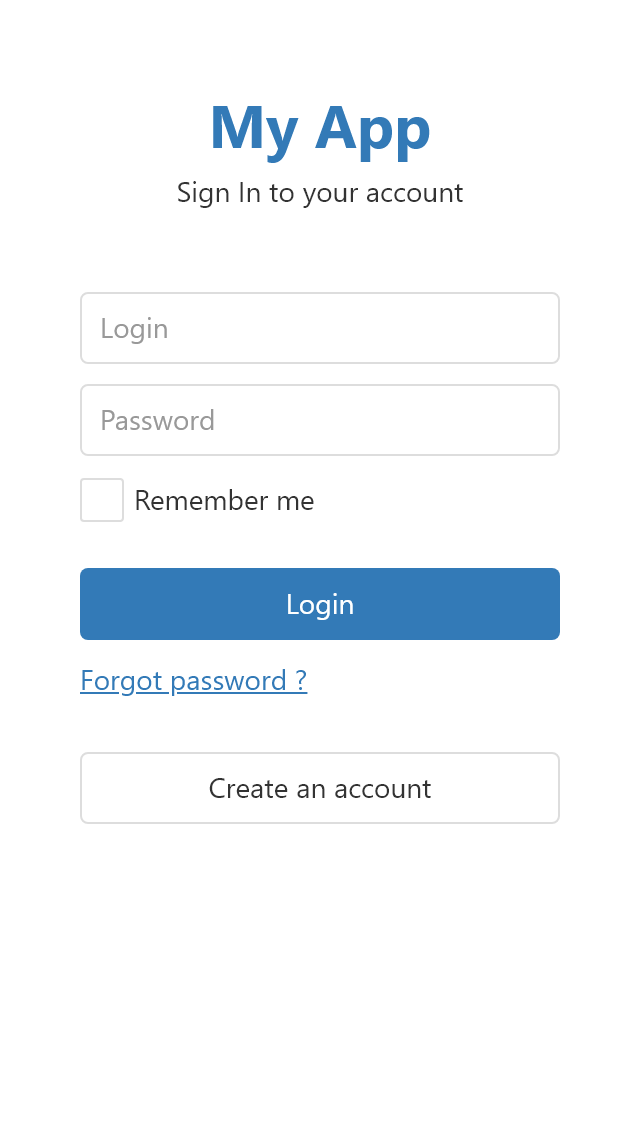 My App
Sign In to your account
Login
Password
Remember me
Login
Forgot password ?
Create an account